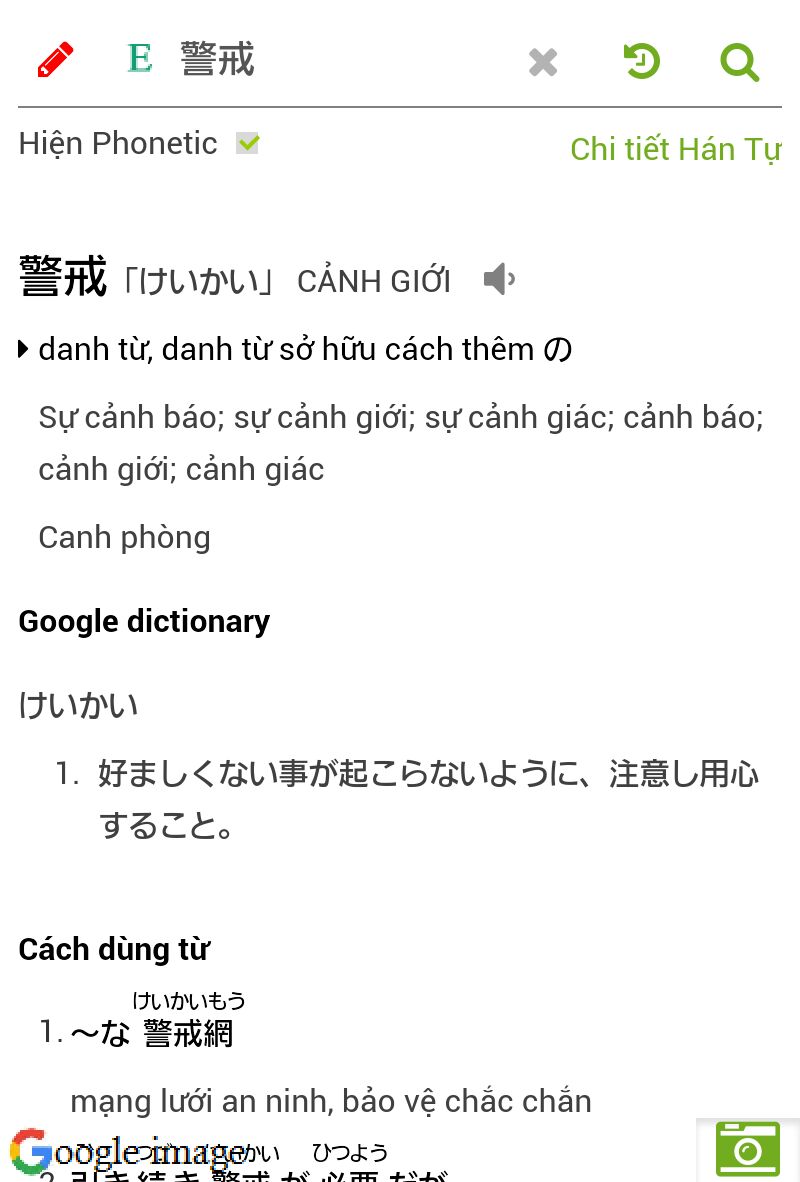 E 警戒
Hiện Phonetic
Chi tiết Hán Tự
警戒「けいかい」 CẢNH GIỚI
danh từ, danh từ sở hữu cách thêm の
Sự cảnh báo; sự cảnh giới; sự cảnh giác; cảnh báo;
cảnh giới; cảnh giác
Canh phòng
Google dictionary
けいかい
1. 好ましくない事が起こらないように、注意し用心
すること。
Cách dùng từ
けいかいもう
1. 〜な 警戒網
mạng lưới an ninh, bảo vệ chắc chắn
Google image
ひつよう
2. 引き続き 警戒 が 必要 だが